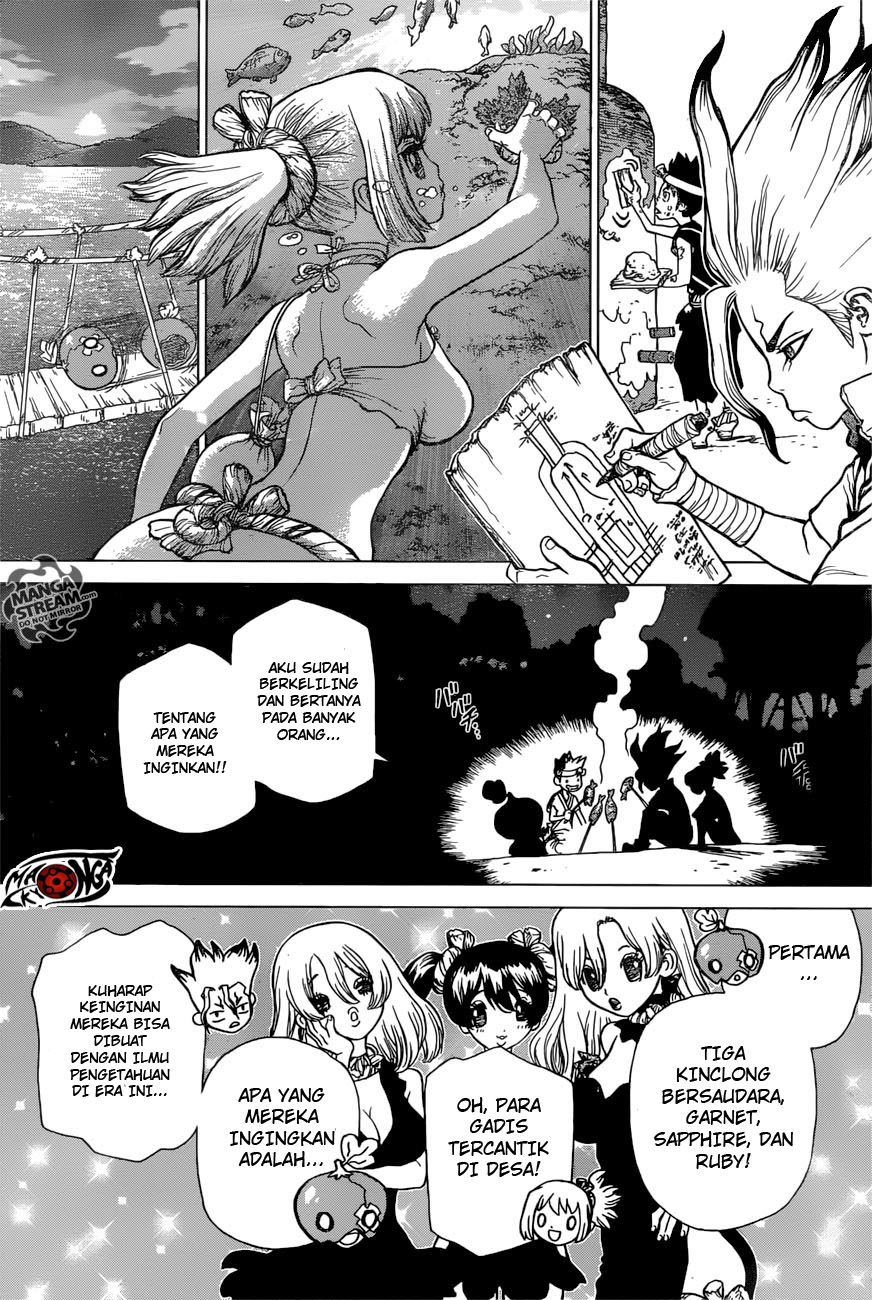 MANGA
STREAM.com
DO NOT MIRROR
AKU SUDAH
BERKELILING
DAN BERTANYA
PADA BANYAK
ORANG...
TENTANG
APA YANG
MEREKA
INGINKAN!!
PERTAMA
...
TIGA
KINCLONG
BERSAUDARA,
GARNET,
SAPPHIRE, DAN
RUBY!
OH, PARA
GADIS
TERCANTIK
DI DESA!
APA YANG
MEREKA
INGINGKAN
ADALAH...
KUHARAP
KEINGINAN
MEREKA BISA
DIBUAT
DENGAN ILMU
PENGETAHUAN
DI ERA INI...